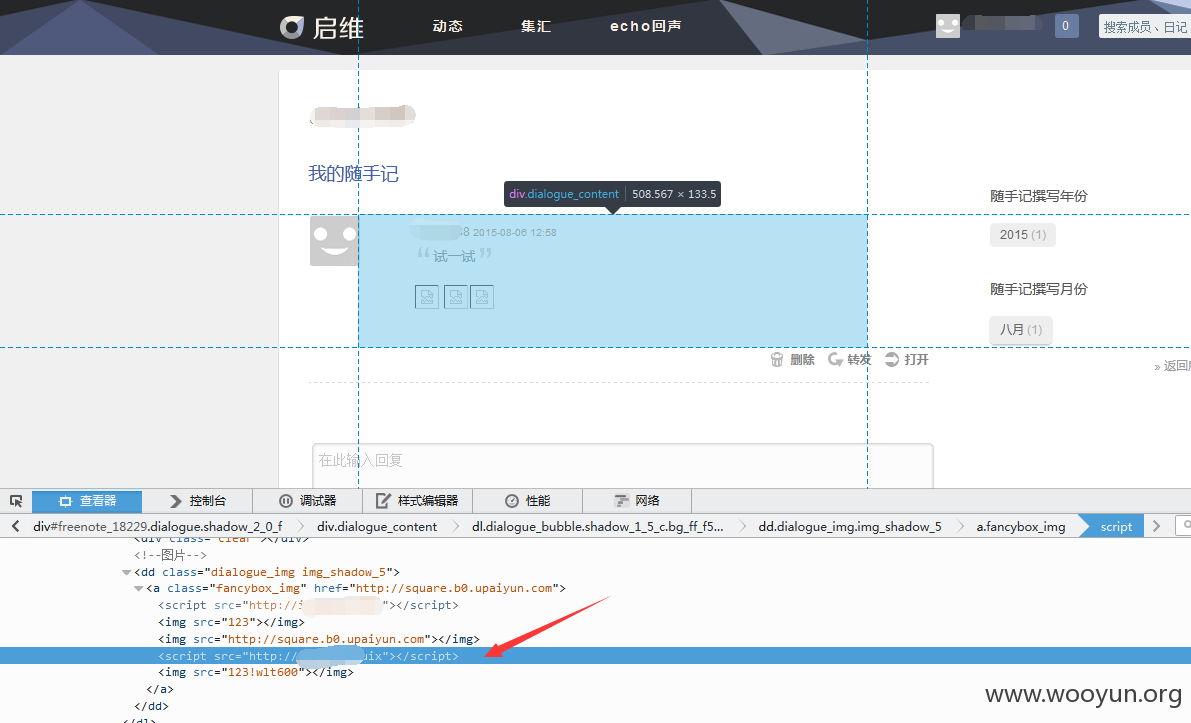 启维
动态
集汇
echo回声
0
搜索成员、日记
我的随手记
div.dialogue_content 508.567 × 133.5
8 2015-08-06 12:58
“ 试一试 ”
删除 转发 打开
随手记撰写年份
2015 (1)
随手记撰写月份
八月 (1)
» 返回
在此输入回复
查看器 控制台 调试器 样式编辑器 性能 网络
div#freenote_18229.dialogue.shadow_2_0_f div.dialogue_content dl.dialogue_bubble.shadow_1_5_c.bg_ff_f5... dd.dialogue_img.img_shadow_5 a.fancybox_img script
<div class="clear"></div>
<!--图片-->
<dd class="dialogue_img img_shadow_5">
<a class="fancybox_img" href="http://square.b0.upaiyun.com">
<script src="http:// "></script>
<img src="123"></img>
<img src="http://square.b0.upaiyun.com"></img>
<script src="http:// uix"></script>
<img src="123!wlt600"></img>
</a>
</dd>
</dl>
www.wooyun.org